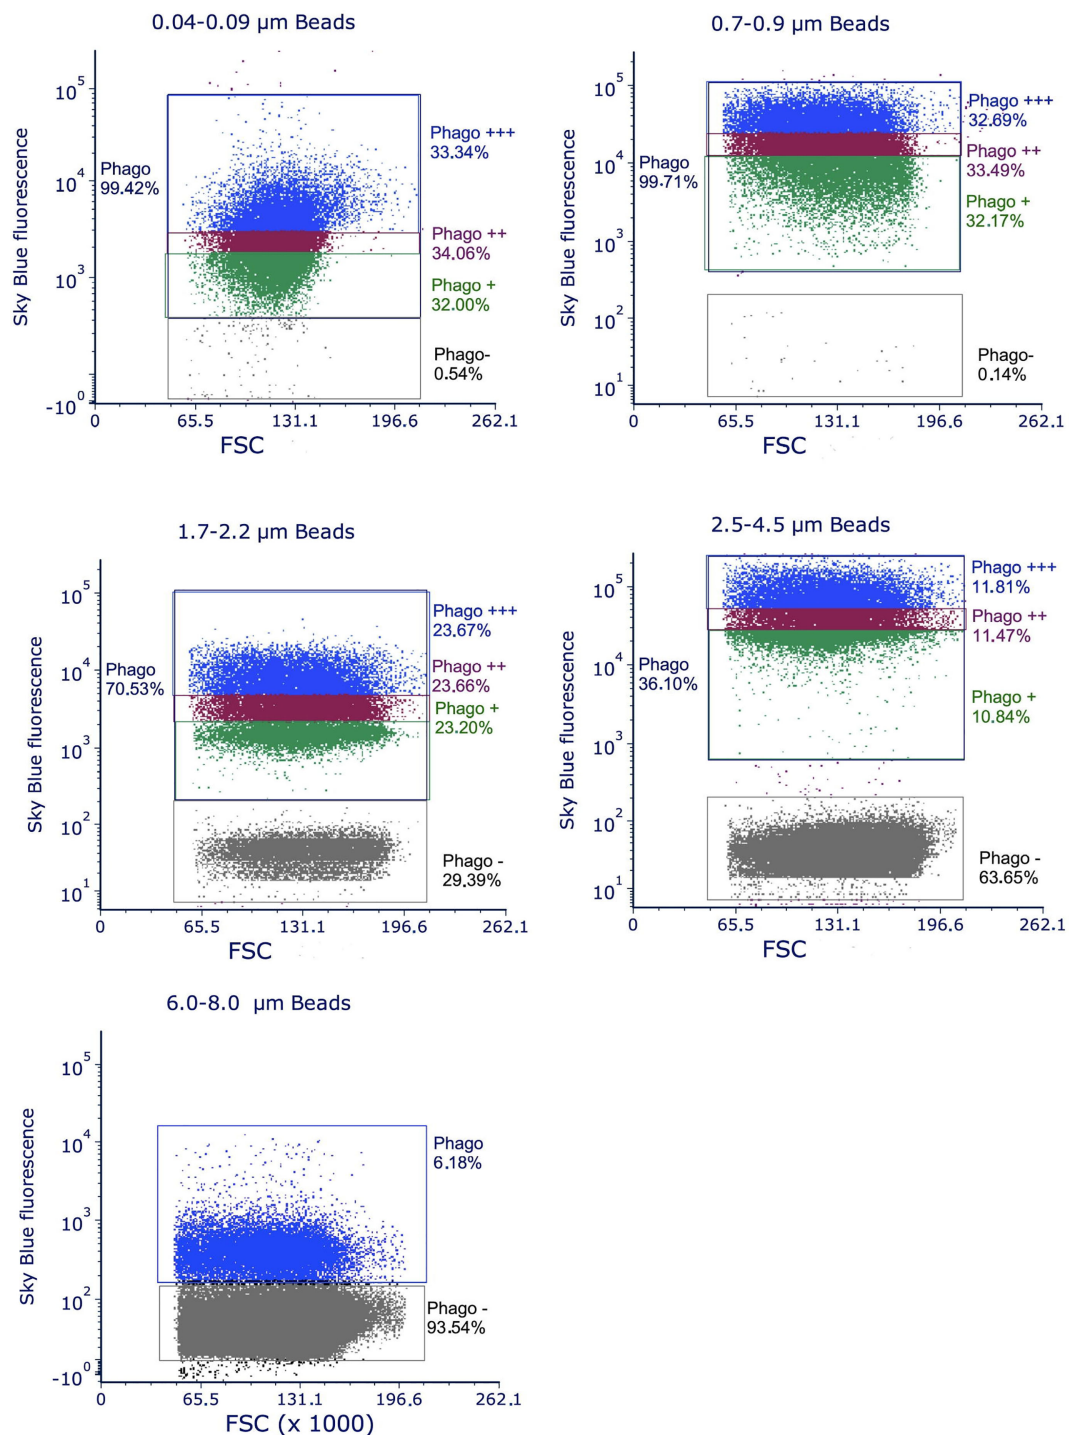 0.04-0.09 µm Beads
Sky Blue fluorescence
10^5
10^4
10^3
-10^0
Phago
99.42%
Phago +++
33.34%
Phago ++
34.06%
Phago +
32.00%
Phago-
0.54%
0 65.5 131.1 196.6 262.1
FSC
0.7-0.9 µm Beads
Sky Blue fluorescence
10^5
10^4
10^3
10^2
10^1
Phago
99.71%
Phago +++
32.69%
Phago ++
33.49%
Phago +
32.17%
Phago-
0.14%
0 65.5 131.1 196.6 262.1
FSC
1.7-2.2 µm Beads
Sky Blue fluorescence
10^5
10^4
10^3
10^2
10^1
Phago
70.53%
Phago +++
23.67%
Phago ++
23.66%
Phago +
23.20%
Phago -
29.39%
0 65.5 131.1 196.6 262.1
FSC
2.5-4.5 µm Beads
Sky Blue fluorescence
10^5
10^4
10^3
10^2
10^1
Phago
36.10%
Phago +++
11.81%
Phago ++
11.47%
Phago +
10.84%
Phago -
63.65%
0 65.5 131.1 196.6 262.1
FSC
6.0-8.0 µm Beads
Sky Blue fluorescence
10^5
10^4
10^3
10^2
-10^0
Phago
6.18%
Phago -
93.54%
0 65.5 131.1 196.6 262.1
FSC (x 1000)